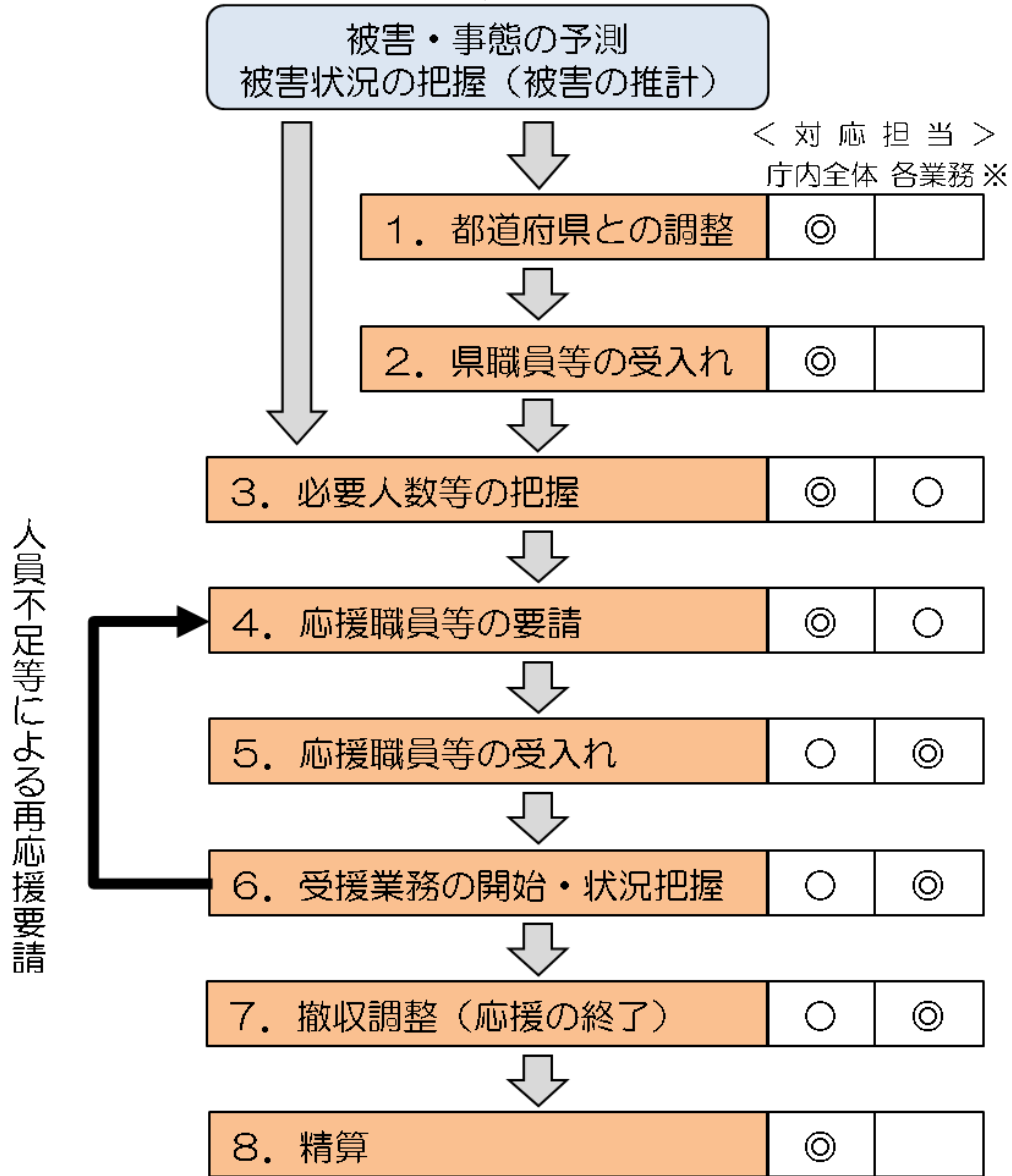 被害・事態の予測
被害状況の把握（被害の推計）
＜対応担当＞
庁内全体 各業務※
１．都道府県との調整 ◎
２．県職員等の受入れ ◎
３．必要人数等の把握 ◎ ○
４．応援職員等の要請 ◎ ○
５．応援職員等の受入れ ○ ◎
６．受援業務の開始・状況把握 ○ ◎
７．撤収調整（応援の終了） ○ ◎
８．精算 ◎
人員不足等による再応援要請